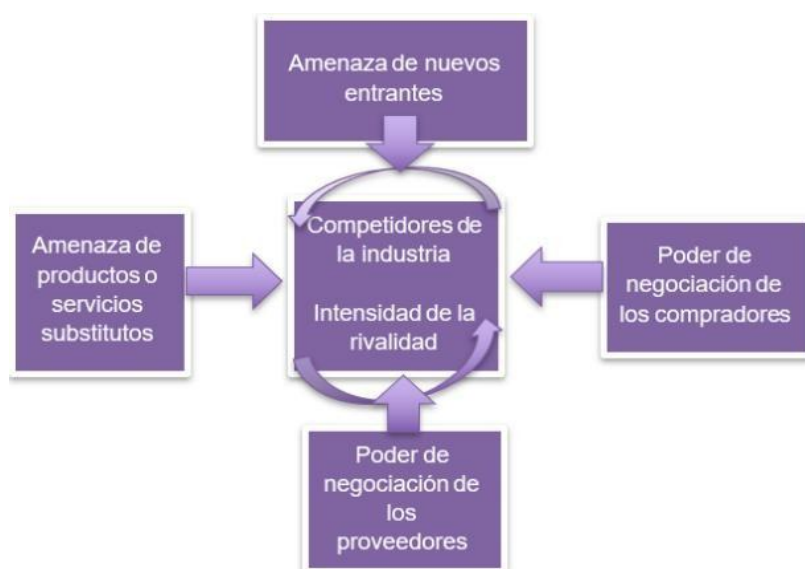 Amenaza de nuevos
entrantes
Amenaza de
productos o
servicios
substitutos
Competidores de
la industria
Intensidad de la
rivalidad
Poder de
negociación de
los compradores
Poder de
negociación de
los
proveedores